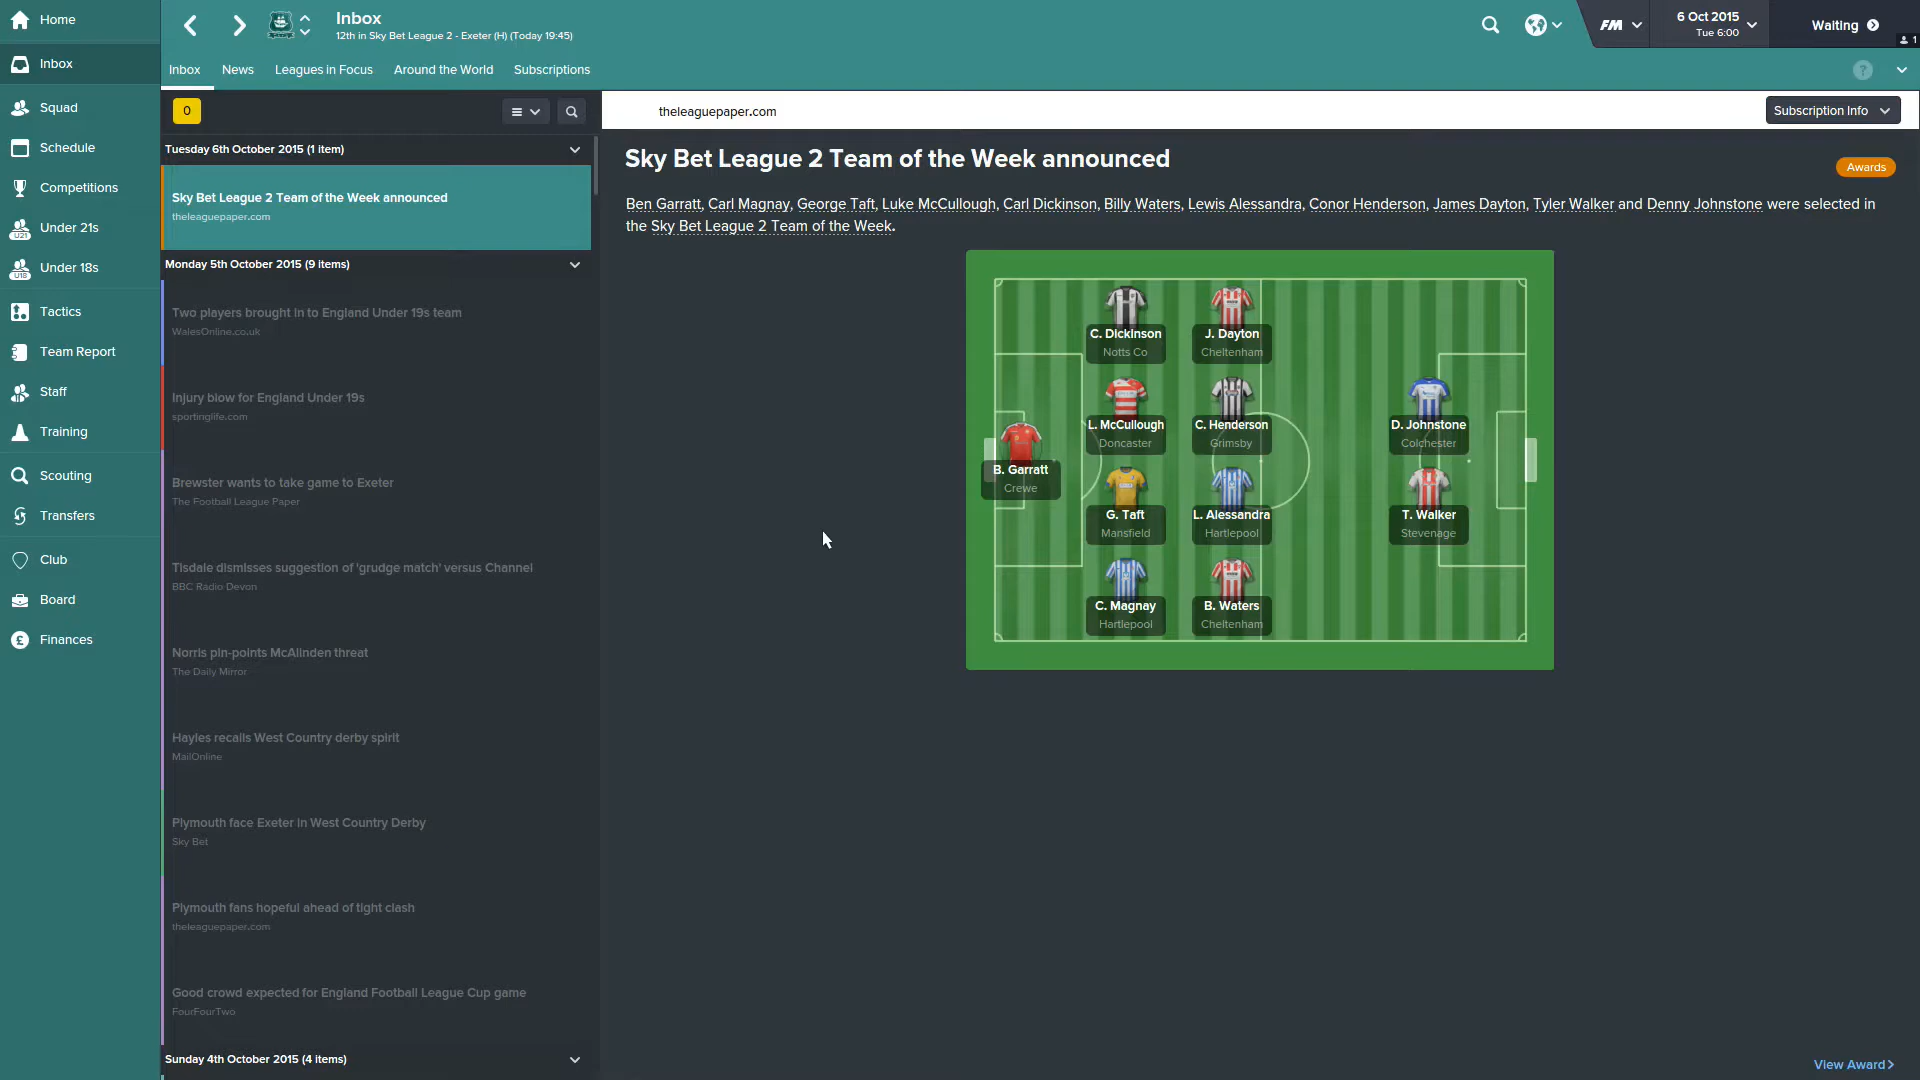 Home
Inbox
Squad
Schedule
Competitions
U21
Under 21s
U18
Under 18s
Tactics
Team Report
Staff
Training
Scouting
Transfers
Club
Board
Finances
Inbox
12th in Sky Bet League 2 - Exeter (H) (Today 19:45)
FM
6 Oct 2015
Tue 6:00
Waiting
1
Inbox
News
Leagues in Focus
Around the World
Subscriptions
?
0
Tuesday 6th October 2015 (1 item)
Sky Bet League 2 Team of the Week announced
theleaguepaper.com
Monday 5th October 2015 (9 items)
Two players brought in to England Under 19s team
WalesOnline.co.uk
Injury blow for England Under 19s
sportinglife.com
Brewster wants to take game to Exeter
The Football League Paper
Tisdale dismisses suggestion of 'grudge match' versus Channel
BBC Radio Devon
Norris pin-points McAlinden threat
The Daily Mirror
Hayles recalls West Country derby spirit
MailOnline
Plymouth face Exeter in West Country Derby
Sky Bet
Plymouth fans hopeful ahead of tight clash
theleaguepaper.com
Good crowd expected for England Football League Cup game
FourFourTwo
Sunday 4th October 2015 (4 items)
theleaguepaper.com
Subscription Info
Sky Bet League 2 Team of the Week announced
Awards
Ben Garratt, Carl Magnay, George Taft, Luke McCullough, Carl Dickinson, Billy Waters, Lewis Alessandra, Conor Henderson, James Dayton, Tyler Walker and Denny Johnstone were selected in
the Sky Bet League 2 Team of the Week.
C. Dickinson
Notts Co
J. Dayton
Cheltenham
L. McCullough
Doncaster
C. Henderson
Grimsby
D. Johnstone
Colchester
B. Garratt
Crewe
G. Taft
Mansfield
L. Alessandra
Hartlepool
T. Walker
Stevenage
C. Magnay
Hartlepool
B. Waters
Cheltenham
View Award